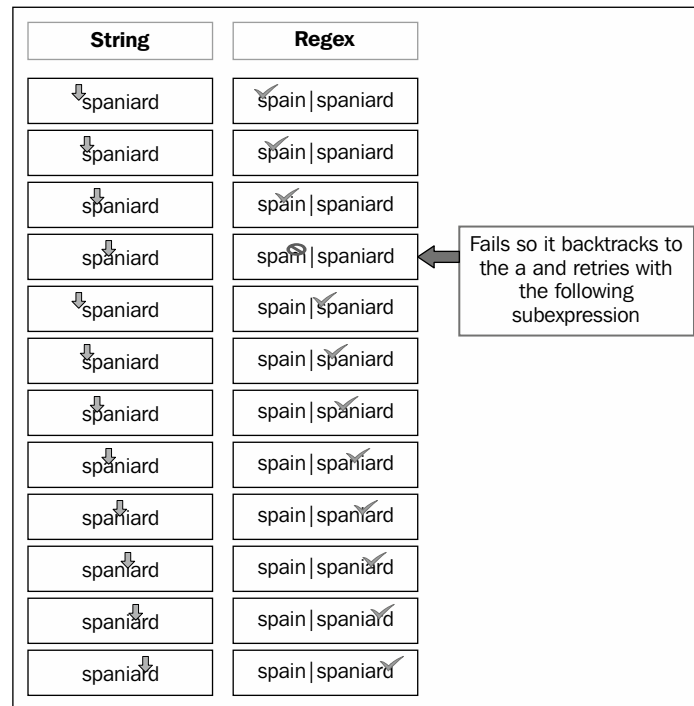 String Regex
spaniard spain|spaniard
spaniard spain|spaniard
spaniard spain|spaniard
spaniard spain|spaniard
Fails so it backtracks to
the a and retries with
the following
subexpression
spaniard spain|spaniard
spaniard spain|spaniard
spaniard spain|spaniard
spaniard spain|spaniard
spaniard spain|spaniard
spaniard spain|spaniard
spaniard spain|spaniard
spaniard spain|spaniard